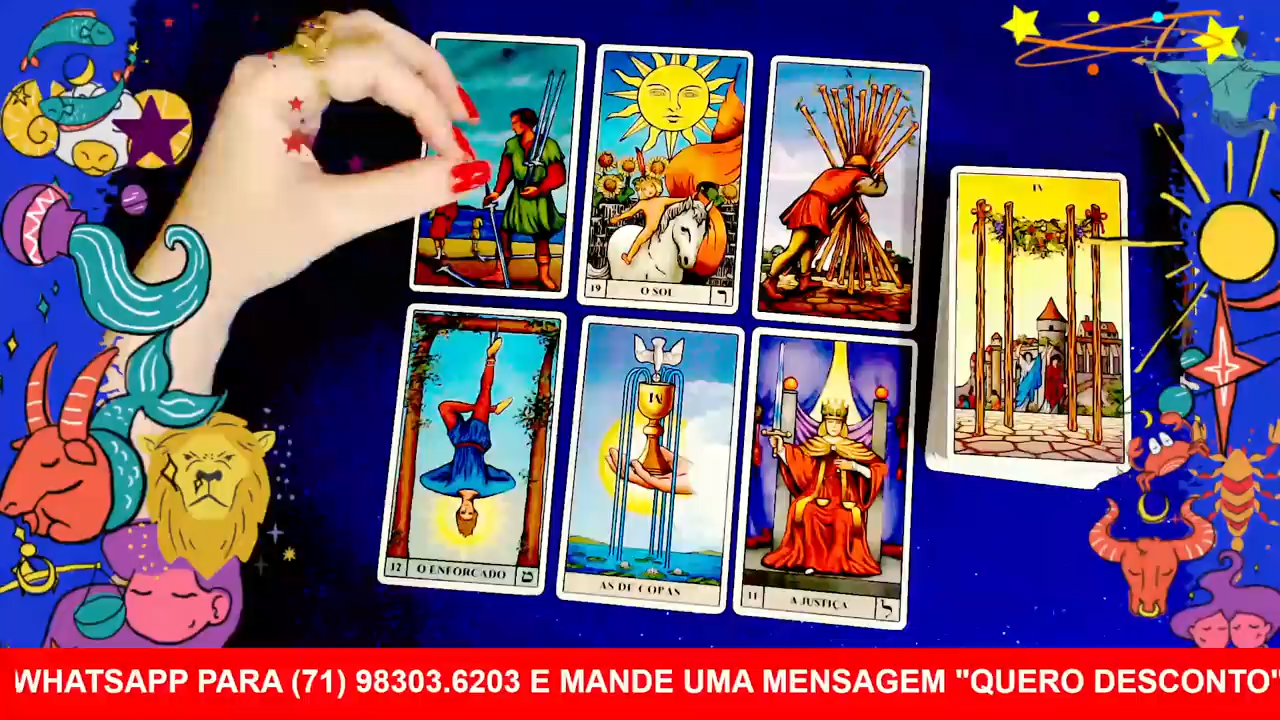 X
IV
19 O SOL ר
12 O ENFORCADO מ
AS DE COPAS
11 A JUSTIÇA ל
WHATSAPP PARA (71) 98303.6203 E MANDE UMA MENSAGEM "QUERO DESCONTO"